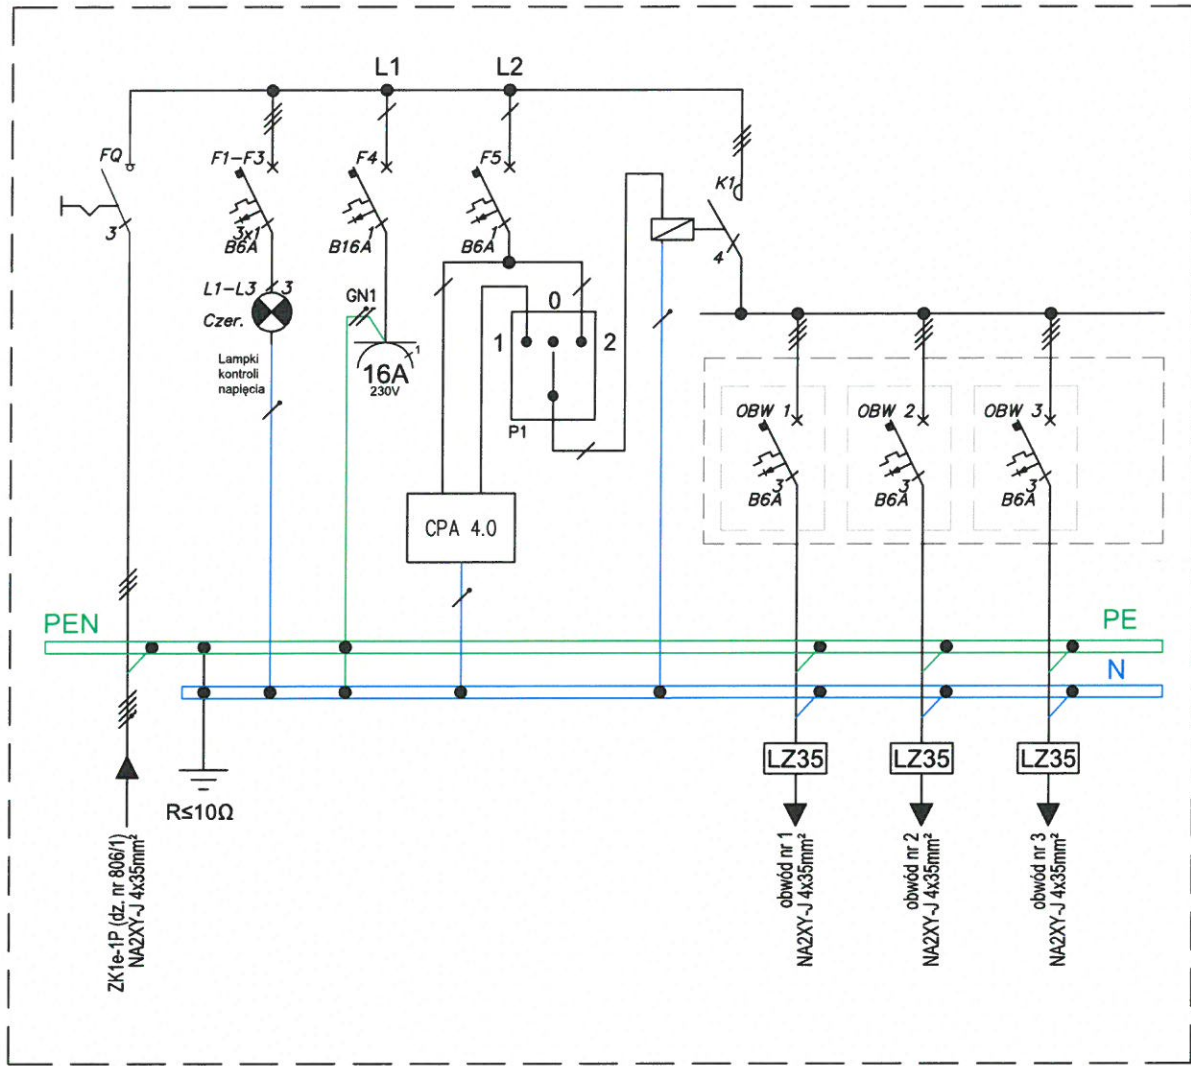 L1
L2
FQ
3
F1-F3
3x1
B6A
L1-L3
3
Czer.
Lampki
kontroli
napięcia
F4
1
B16A
GN1
1
16A
230V
F5
1
B6A
0
1
2
P1
CPA 4.0
K1
4
OBW 1
3
B6A
OBW 2
3
B6A
OBW 3
3
B6A
PEN
PE
N
R≤10Ω
LZ35
LZ35
LZ35
ZK1e-1P (dz. nr 806/1)
NA2XY-J 4x35mm²
obwód nr 1
NA2XY-J 4x35mm²
obwód nr 2
NA2XY-J 4x35mm²
obwód nr 3
NA2XY-J 4x35mm²